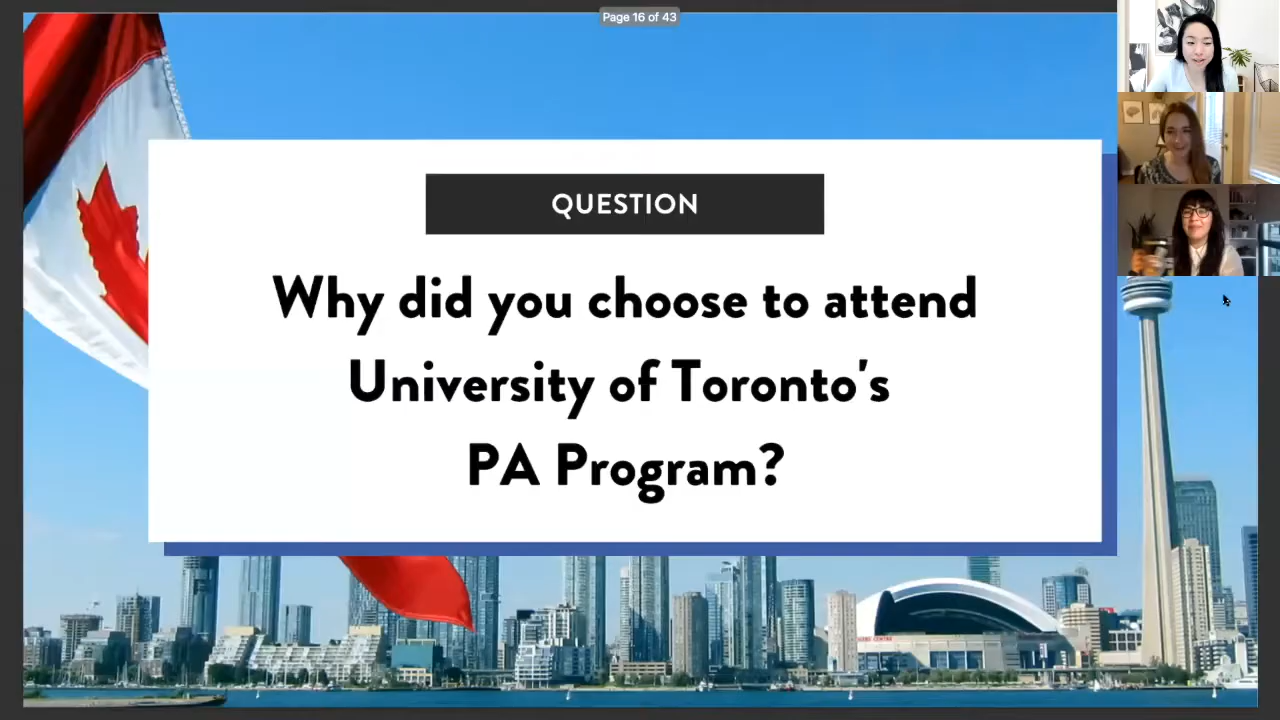 Page 16 of 43
QUESTION
Why did you choose to attend
University of Toronto's
PA Program?